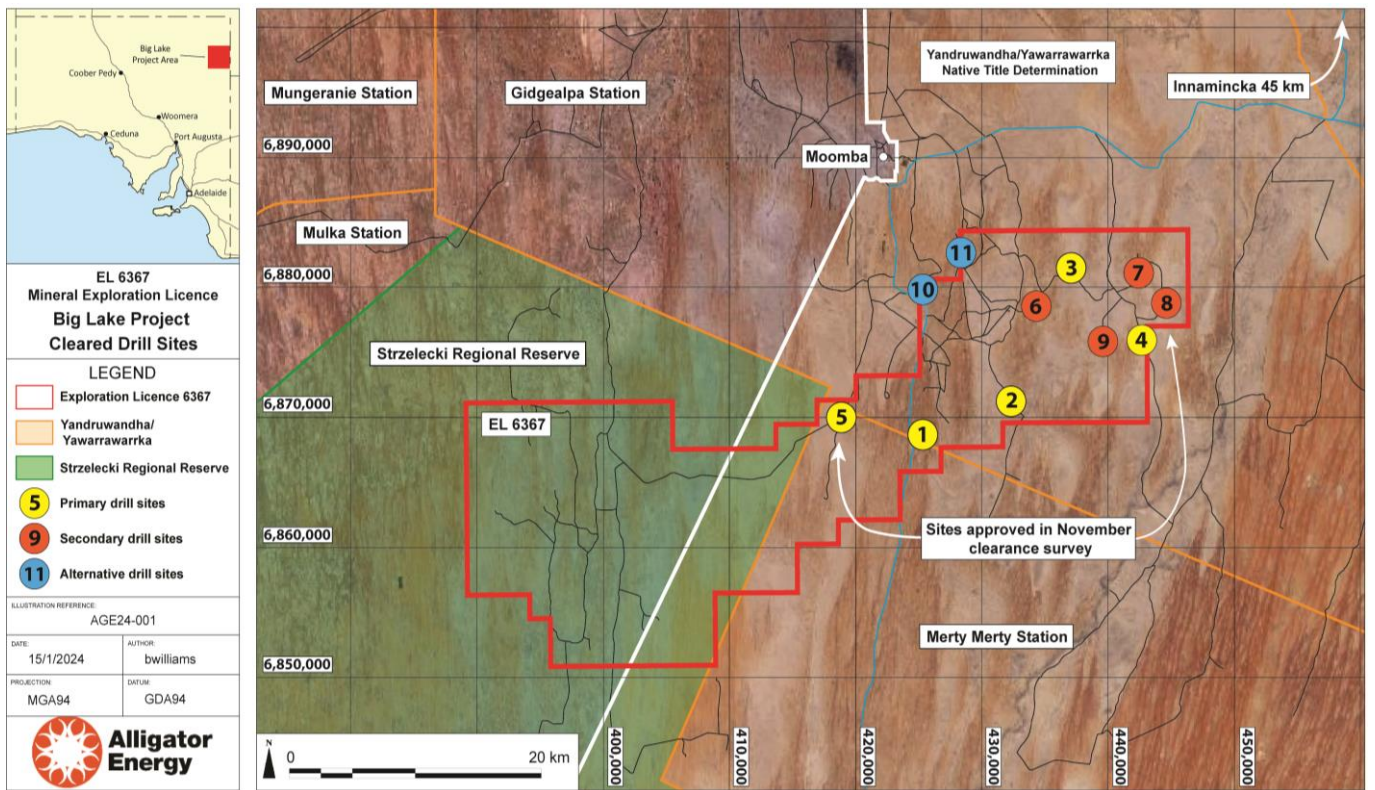 Big Lake
Project Area
Coober Pedy
Woomera
Ceduna
Port Augusta
Adelaide
EL 6367
Mineral Exploration Licence
Big Lake Project
Cleared Drill Sites
LEGEND
Exploration Licence 6367
Yandruwandha/
Yawarrawarrka
Strzelecki Regional Reserve
5 Primary drill sites
9 Secondary drill sites
11 Alternative drill sites
ILLUSTRATION REFERENCE:
AGE24-001
DATE:
15/1/2024
AUTHOR:
bwilliams
PROJECTION:
MGA94
DATUM:
GDA94
Alligator
Energy
Yandruwandha/Yawarrawarrka
Native Title Determination
Innamincka 45 km
Mungeranie Station
Gidgealpa Station
6,890,000
Moomba
Mulka Station
11
3
7
6,880,000
10
6
8
9
4
Strzelecki Regional Reserve
6,870,000
2
EL 6367
5
1
Sites approved in November
clearance survey
6,860,000
Merty Merty Station
6,850,000
N
0
20 km
400,000
410,000
420,000
430,000
440,000
450,000